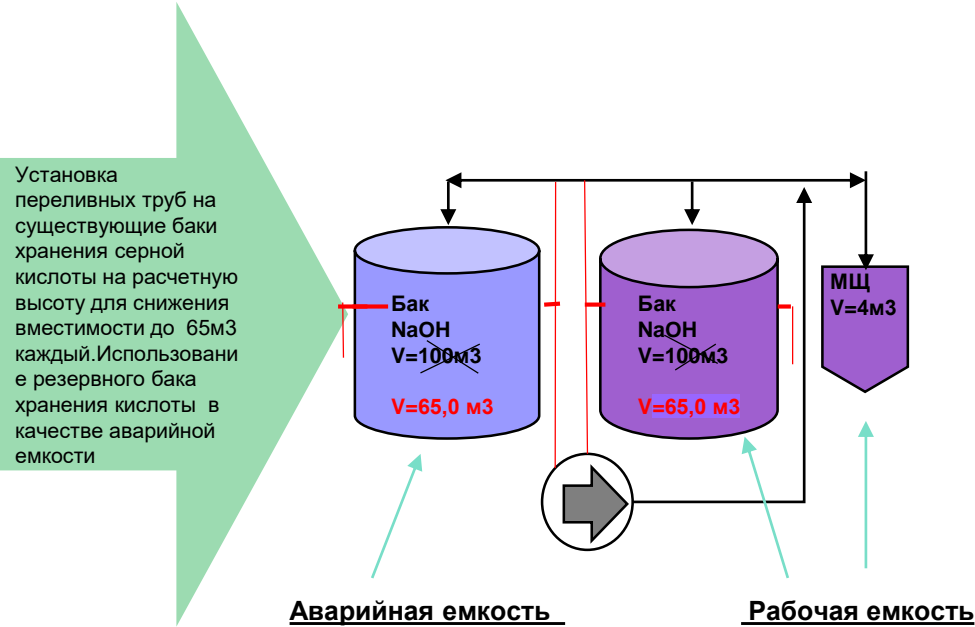 Установка
переливных труб на
существующие баки
хранения серной
кислоты на расчетную
высоту для снижения
вместимости до 65м3
каждый.Использовани
е резервного бака
хранения кислоты в
качестве аварийной
емкости
Бак
NaOH
V=100м3
V=65,0 м3
Бак
NaOH
V=100м3
V=65,0 м3
МЩ
V=4м3
Аварийная емкость
Рабочая емкость